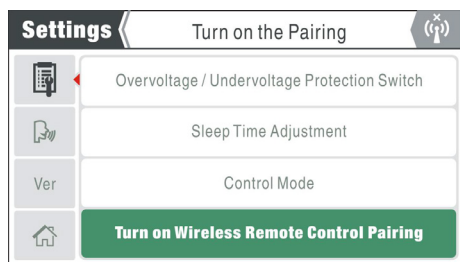 Settings
Turn on the Pairing
Overvoltage / Undervoltage Protection Switch
Sleep Time Adjustment
Ver
Control Mode
Turn on Wireless Remote Control Pairing